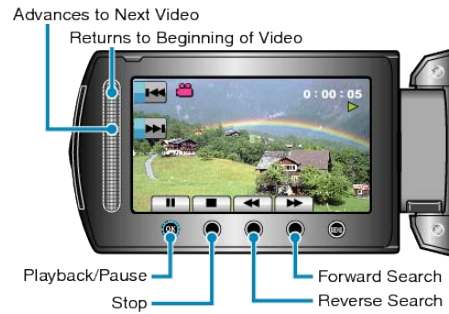 Advances to Next Video
Returns to Beginning of Video
0:00:05
OK
MENU
Playback/Pause
Stop
Forward Search
Reverse Search